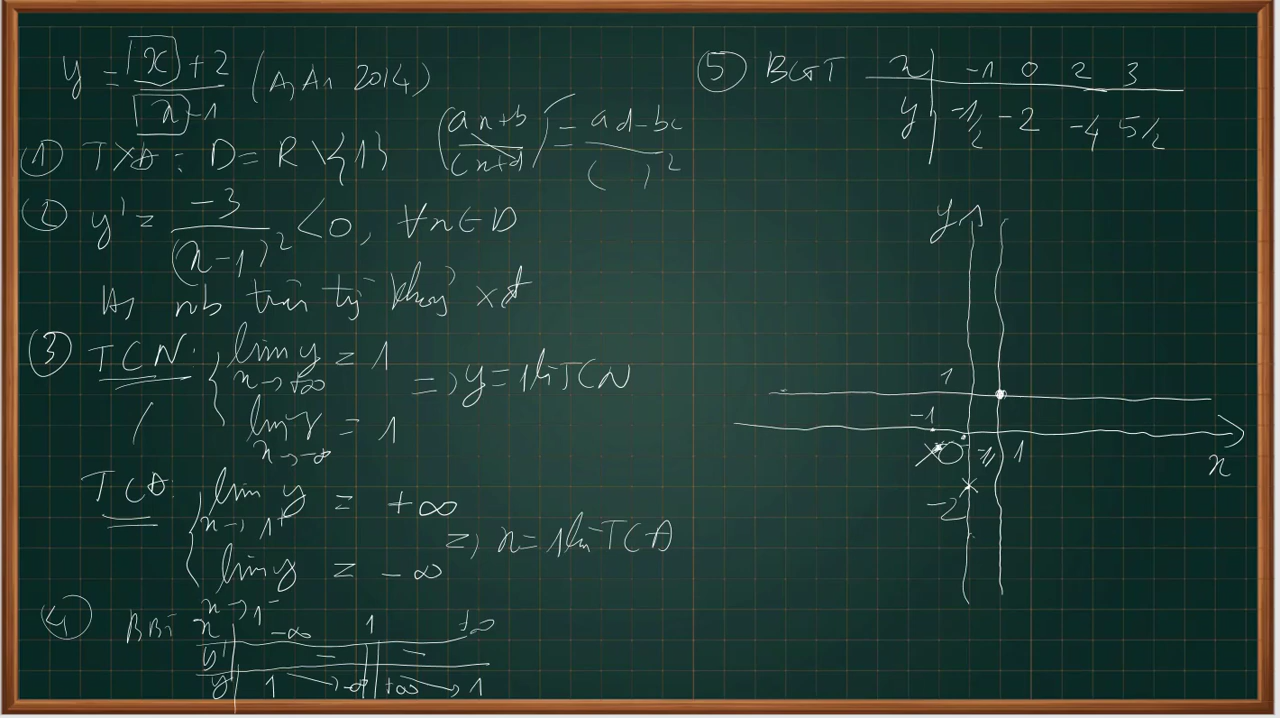 y = x + 2 / x - 1 (A, A1 2014)
① TXĐ: D = R \ {1} (ax+b / cx+d)' = ad-bc / ( )²
② y' = -3 / (x-1)² < 0, ∀x ∈ D
Hs nb trên từng khoảng xđ
③ TCN: lim y = 1
x → +∞
=> y = 1 là TCN
lim y = 1
x → -∞
TCĐ: lim y = +∞
x → 1⁺
=> x = 1 là TCĐ
lim y = -∞
x → 1⁻
④ BBT x -∞ 1 +∞
y' - -
y 1 → -∞ +∞ → 1
⑤ BGT x -1 0 2 3
y -1/2 -2 -4 5/2
y
1
-1
O 1
x
-2